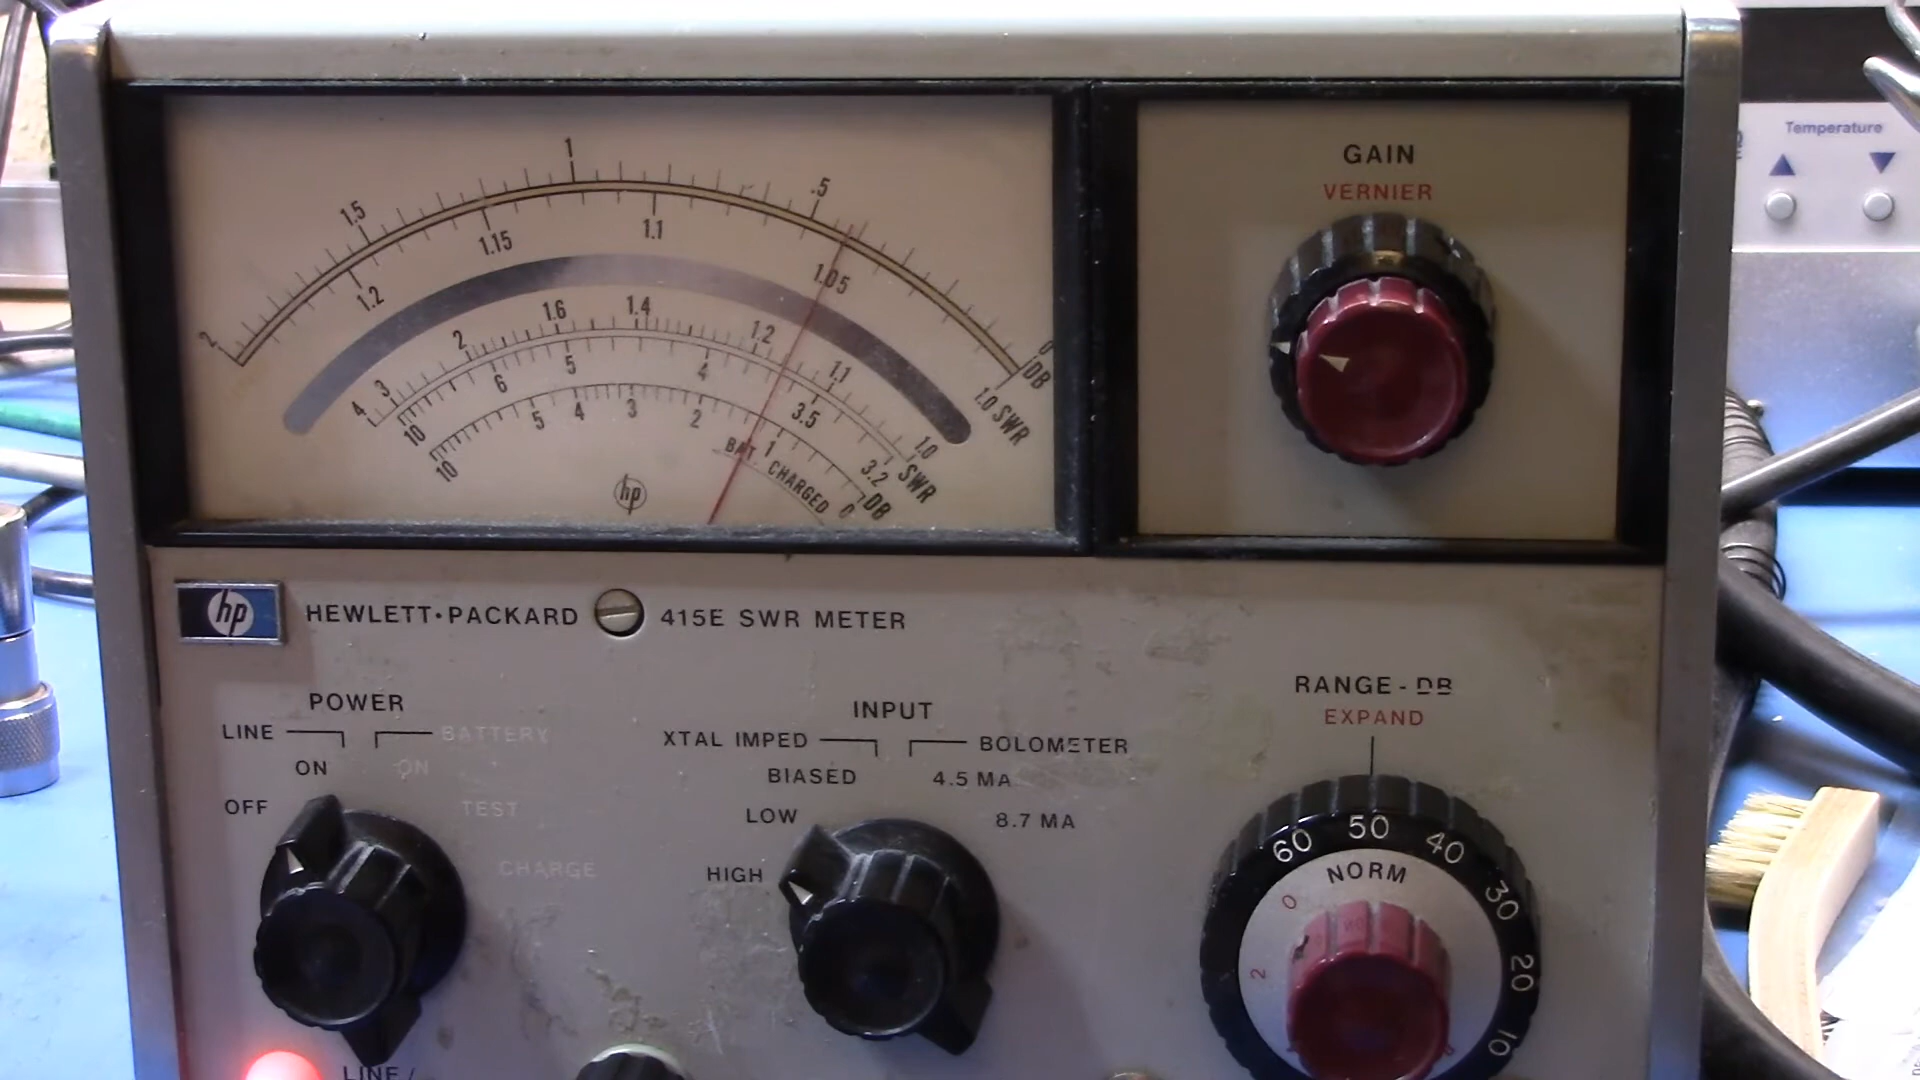 1
.5
1.5
1.1
1.15
1.05
1.2
2
0
DB
1.0 SWR
1.4
1.6
1.2
2
1.1
3
4
1.0
SWR
5
4
6
3.5
10
3.2
3
4
2
5
1
10
0
DB
BAT. CHARGED
hp
GAIN
VERNIER
Temperature
hp
HEWLETT•PACKARD
415E SWR METER
POWER
LINE
BATTERY
ON
ON
OFF
TEST
CHARGE
INPUT
XTAL IMPED
BOLOMETER
BIASED
4.5 MA
LOW
8.7 MA
HIGH
RANGE - DB
EXPAND
60 50 40 30 20 10
NORM
0
2
LINE /